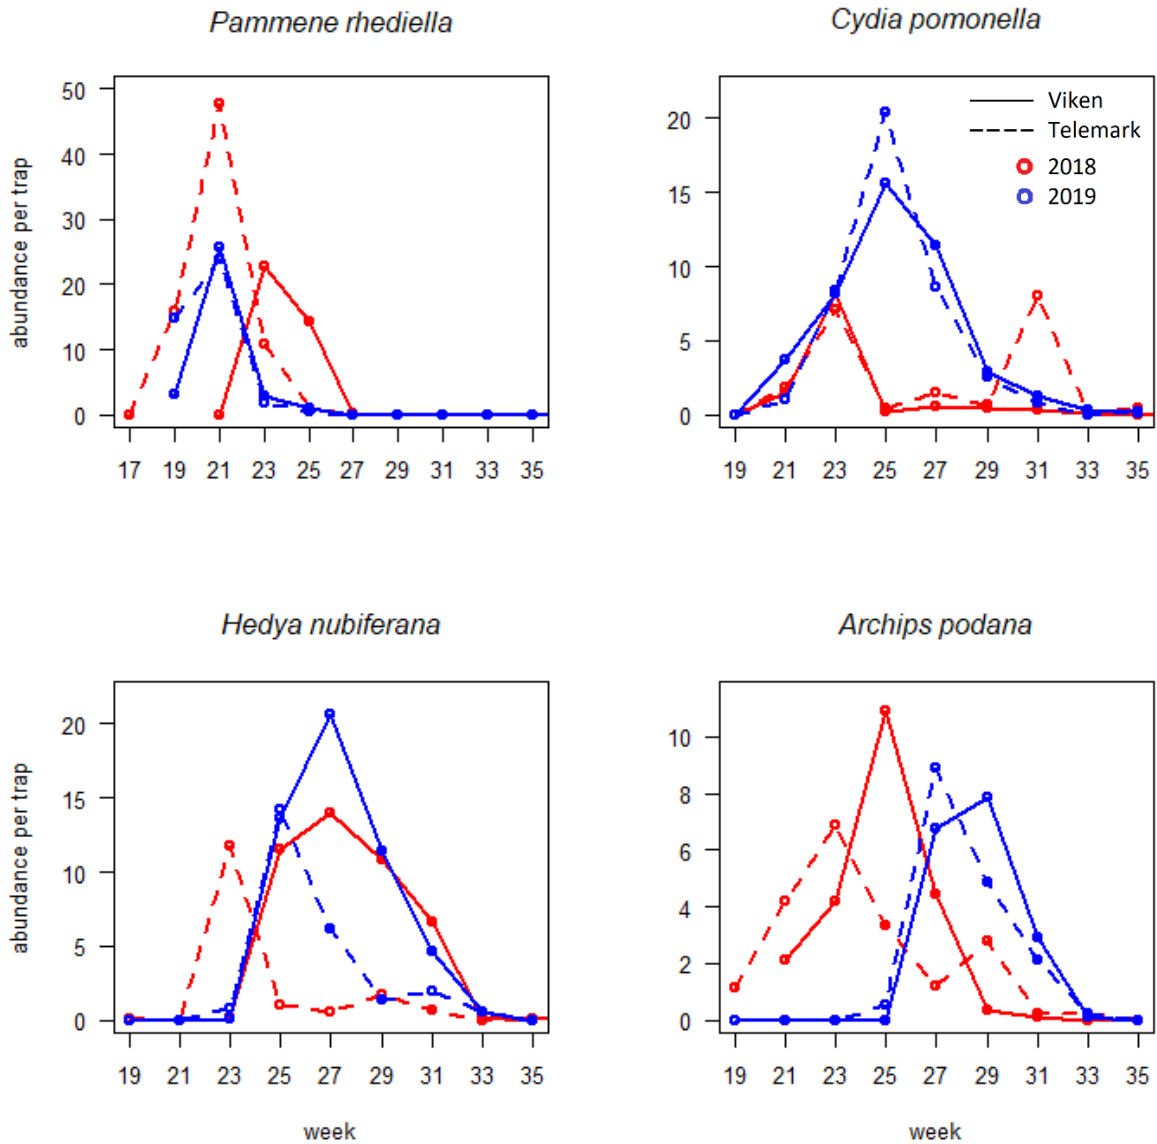 Pammene rhediella
abundance per trap
50
40
30
20
10
0
17 19 21 23 25 27 29 31 33 35
Cydia pomonella
Viken
Telemark
2018
2019
20
15
10
5
0
19 21 23 25 27 29 31 33 35
Hedya nubiferana
abundance per trap
20
15
10
5
0
19 21 23 25 27 29 31 33 35
week
Archips podana
10
8
6
4
2
0
19 21 23 25 27 29 31 33 35
week